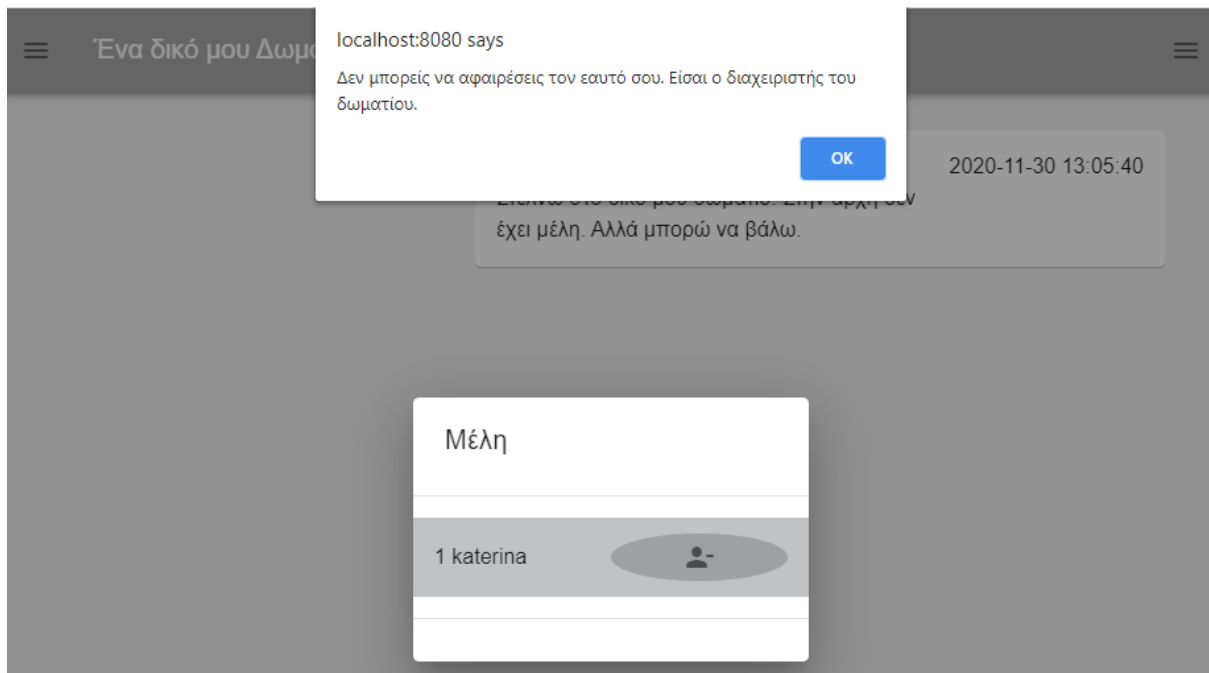 localhost:8080 says
Ένα δικό μου
Δεν μπορείς να αφαιρέσεις τον εαυτό σου. Είσαι ο διαχειριστής του
δωματίου.
OK
2020-11-30 13:05:40
έχει μέλη. Αλλά μπορώ να βάλω.
Μέλη
1 katerina